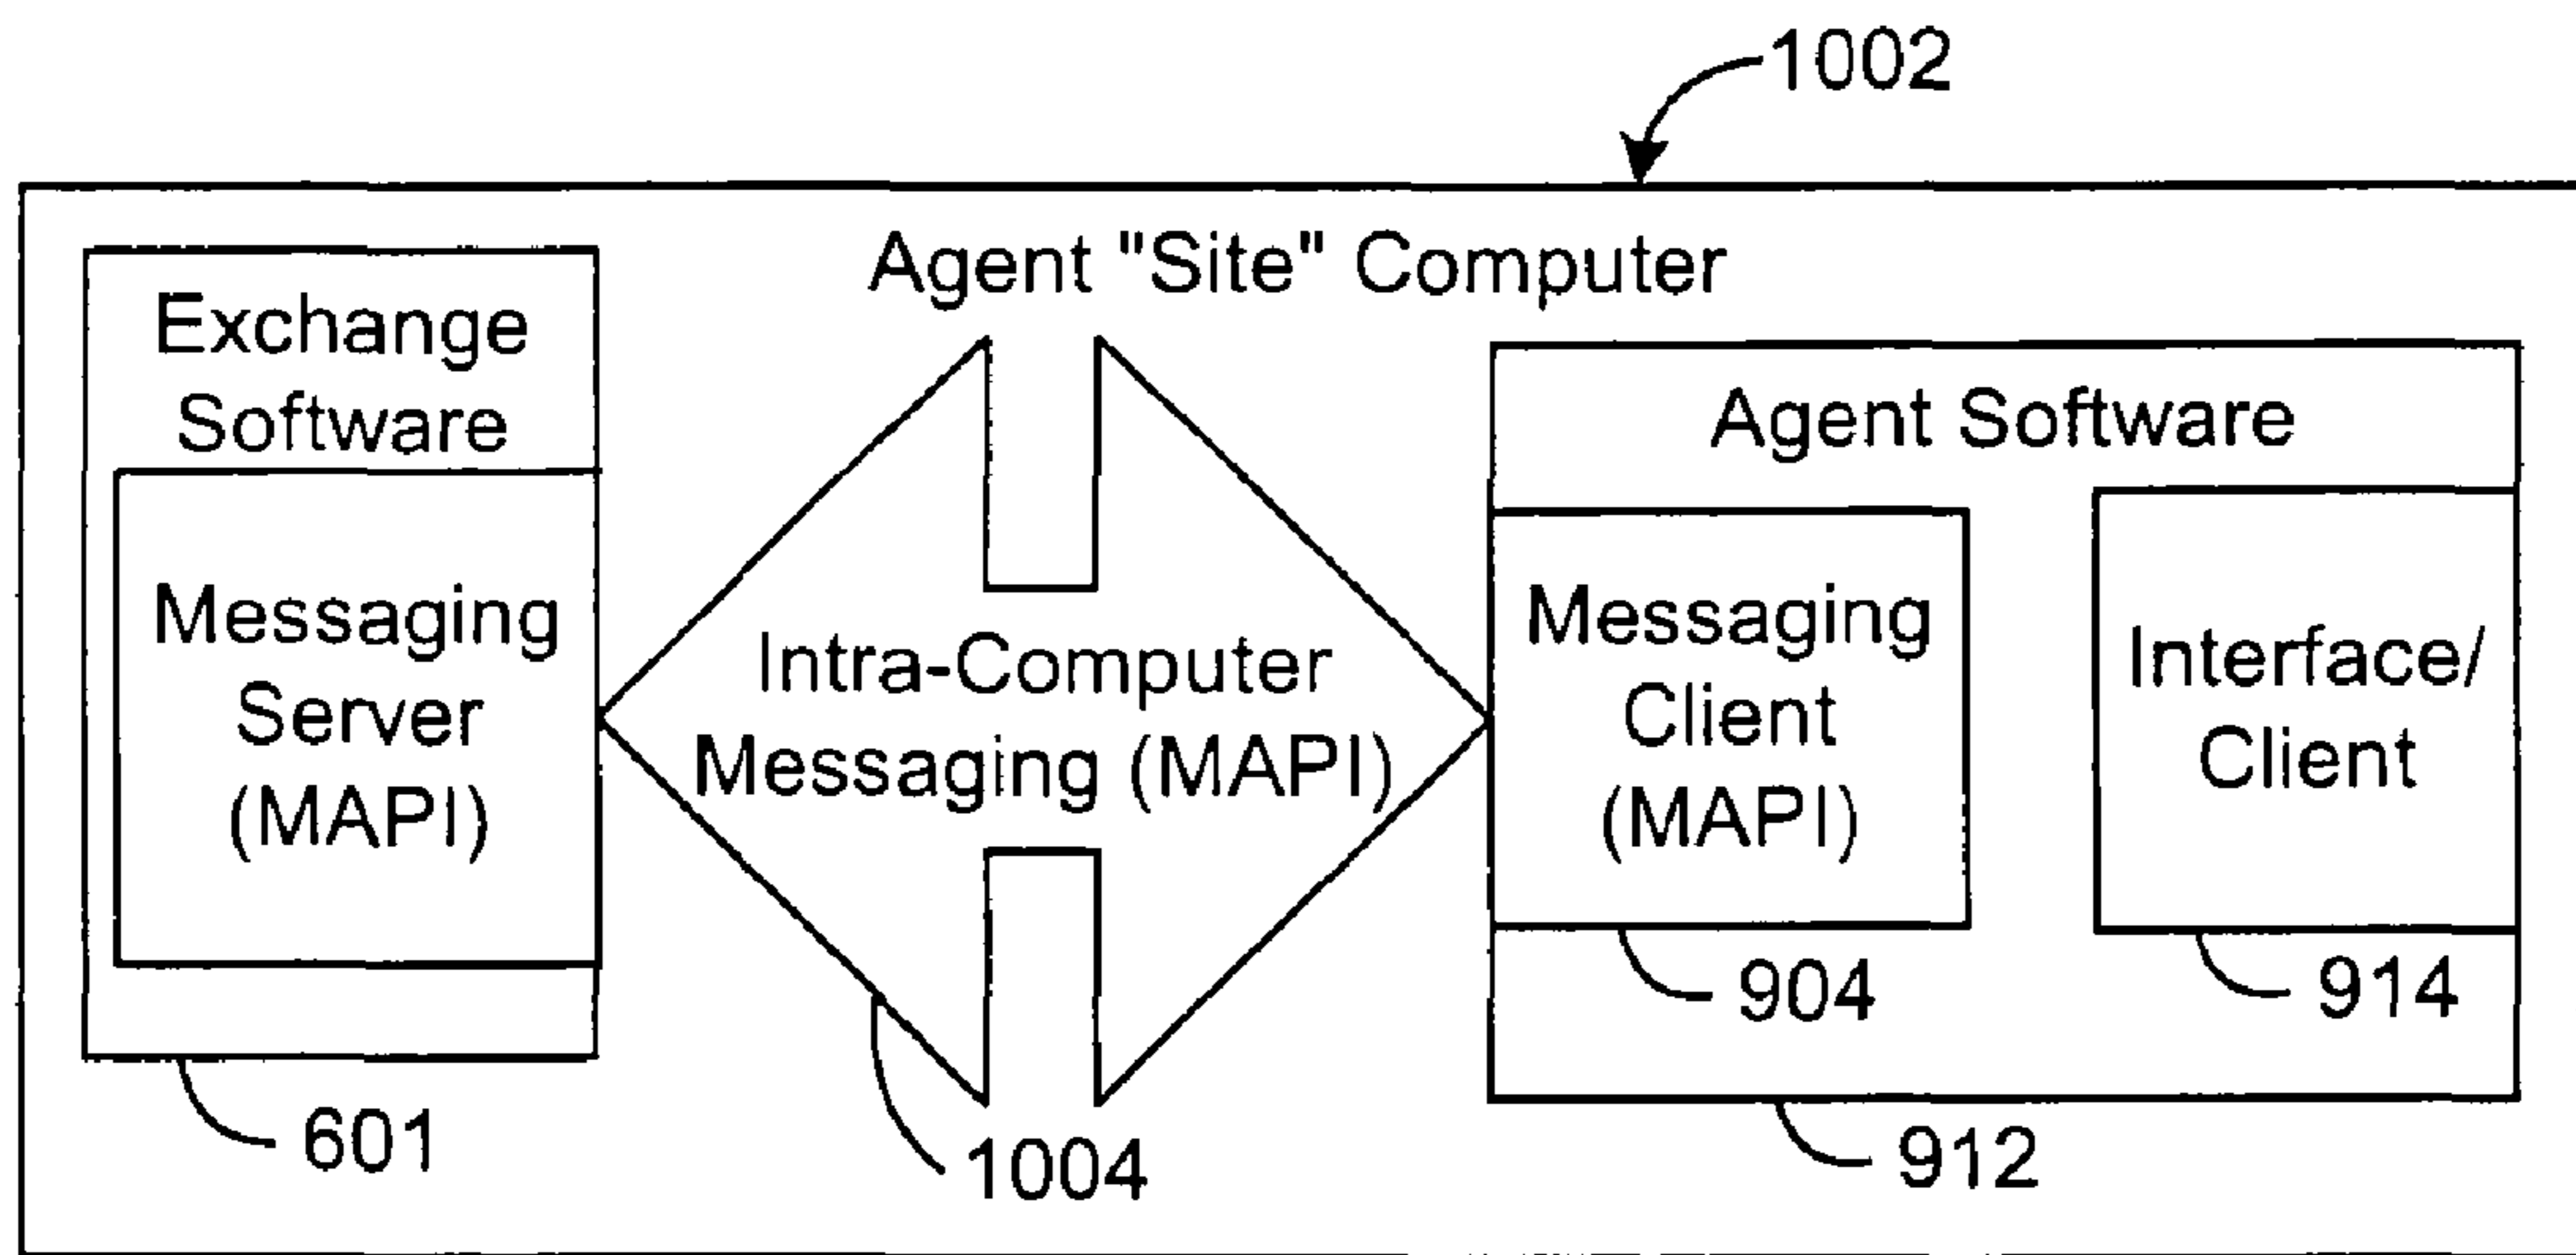 1002
Agent "Site" Computer
Exchange
Software
Messaging
Server
(MAPI)
Intra-Computer
Messaging (MAPI)
Agent Software
Messaging
Client
(MAPI)
Interface/
Client
904
914
601
1004
912